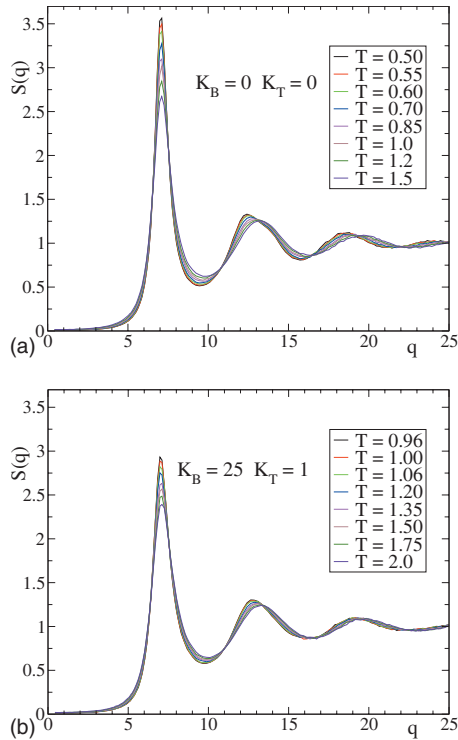 3.5
3
2.5
2
1.5
1
0.5
0
S(q)
K_B = 0 K_T = 0
T = 0.50
T = 0.55
T = 0.60
T = 0.70
T = 0.85
T = 1.0
T = 1.2
T = 1.5
0 5 10 15 20 25
(a)
q
3.5
3
2.5
2
1.5
1
0.5
0
S(q)
K_B = 25 K_T = 1
T = 0.96
T = 1.00
T = 1.06
T = 1.20
T = 1.35
T = 1.50
T = 1.75
T = 2.0
0 5 10 15 20 25
(b)
q